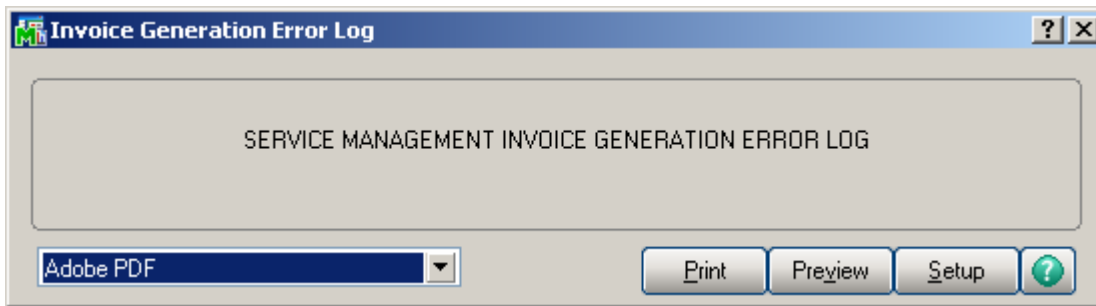 Invoice Generation Error Log
SERVICE MANAGEMENT INVOICE GENERATION ERROR LOG
Adobe PDF
Print
Preview
Setup